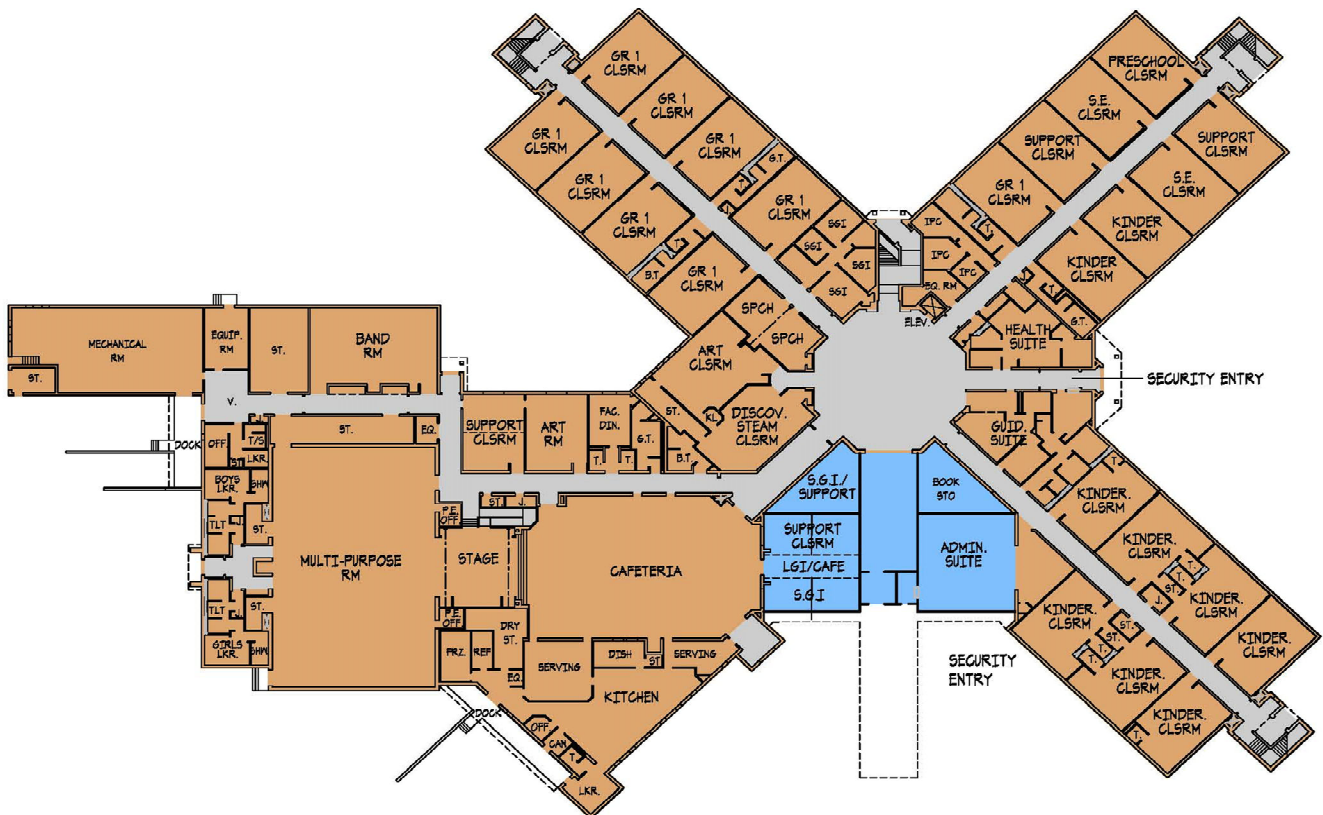 GR 1
CLSRM
GR 1
CLSRM
GR 1
CLSRM
G.T.
GR 1
CLSRM
SGI
SGI
SGI
SGI
GR 1
CLSRM
GR 1
CLSRM
GR 1
CLSRM
B.T.
GR 1
CLSRM
SPCH
SPCH
PRESCHOOL
CLSRM
S.E.
CLSRM
SUPPORT
CLSRM
GR 1
CLSRM
T.
IPC
IPC
IPC
EQ. RM
ELEV.
SUPPORT
CLSRM
S.E.
CLSRM
KINDER
CLSRM
KINDER
CLSRM
J.
T.
T.
G.T.
HEALTH
SUITE
SECURITY ENTRY
GUID.
SUITE
MECHANICAL
RM
ST.
EQUIP.
RM
ST.
BAND
RM
V.
DOCK
OFF
T/S
LKR.
ST
ST.
EQ.
SUPPORT
CLSRM
ART
RM
FAC.
DIN.
T.
T.
G.T.
ART
CLSRM
ST.
KL.
B.T.
DISCOV.
STEAM
CLSRM
BOYS
LKR.
SHW
TLT
J.
ST.
TLT
J.
ST.
GIRLS
LKR.
SHW
MULTI-PURPOSE
RM
P.E.
OFF
ST.
J.
STAGE
P.E.
OFF
CAFETERIA
DRY
ST.
FRZ.
REF
EQ.
SERVING
DISH
ST
SERVING
KITCHEN
DOCK
OFF
CAN
T.
LKR.
S.G.I./
SUPPORT
SUPPORT
CLSRM
LGI/CAFE
S.G.I
BOOK
STO
ADMIN.
SUITE
SECURITY
ENTRY
T.
KINDER.
CLSRM
KINDER.
CLSRM
T.
T.
ST.
J.
KINDER.
CLSRM
KINDER.
CLSRM
KINDER.
CLSRM
ST.
ST.
T.
T.
KINDER.
CLSRM
KINDER.
CLSRM
T.